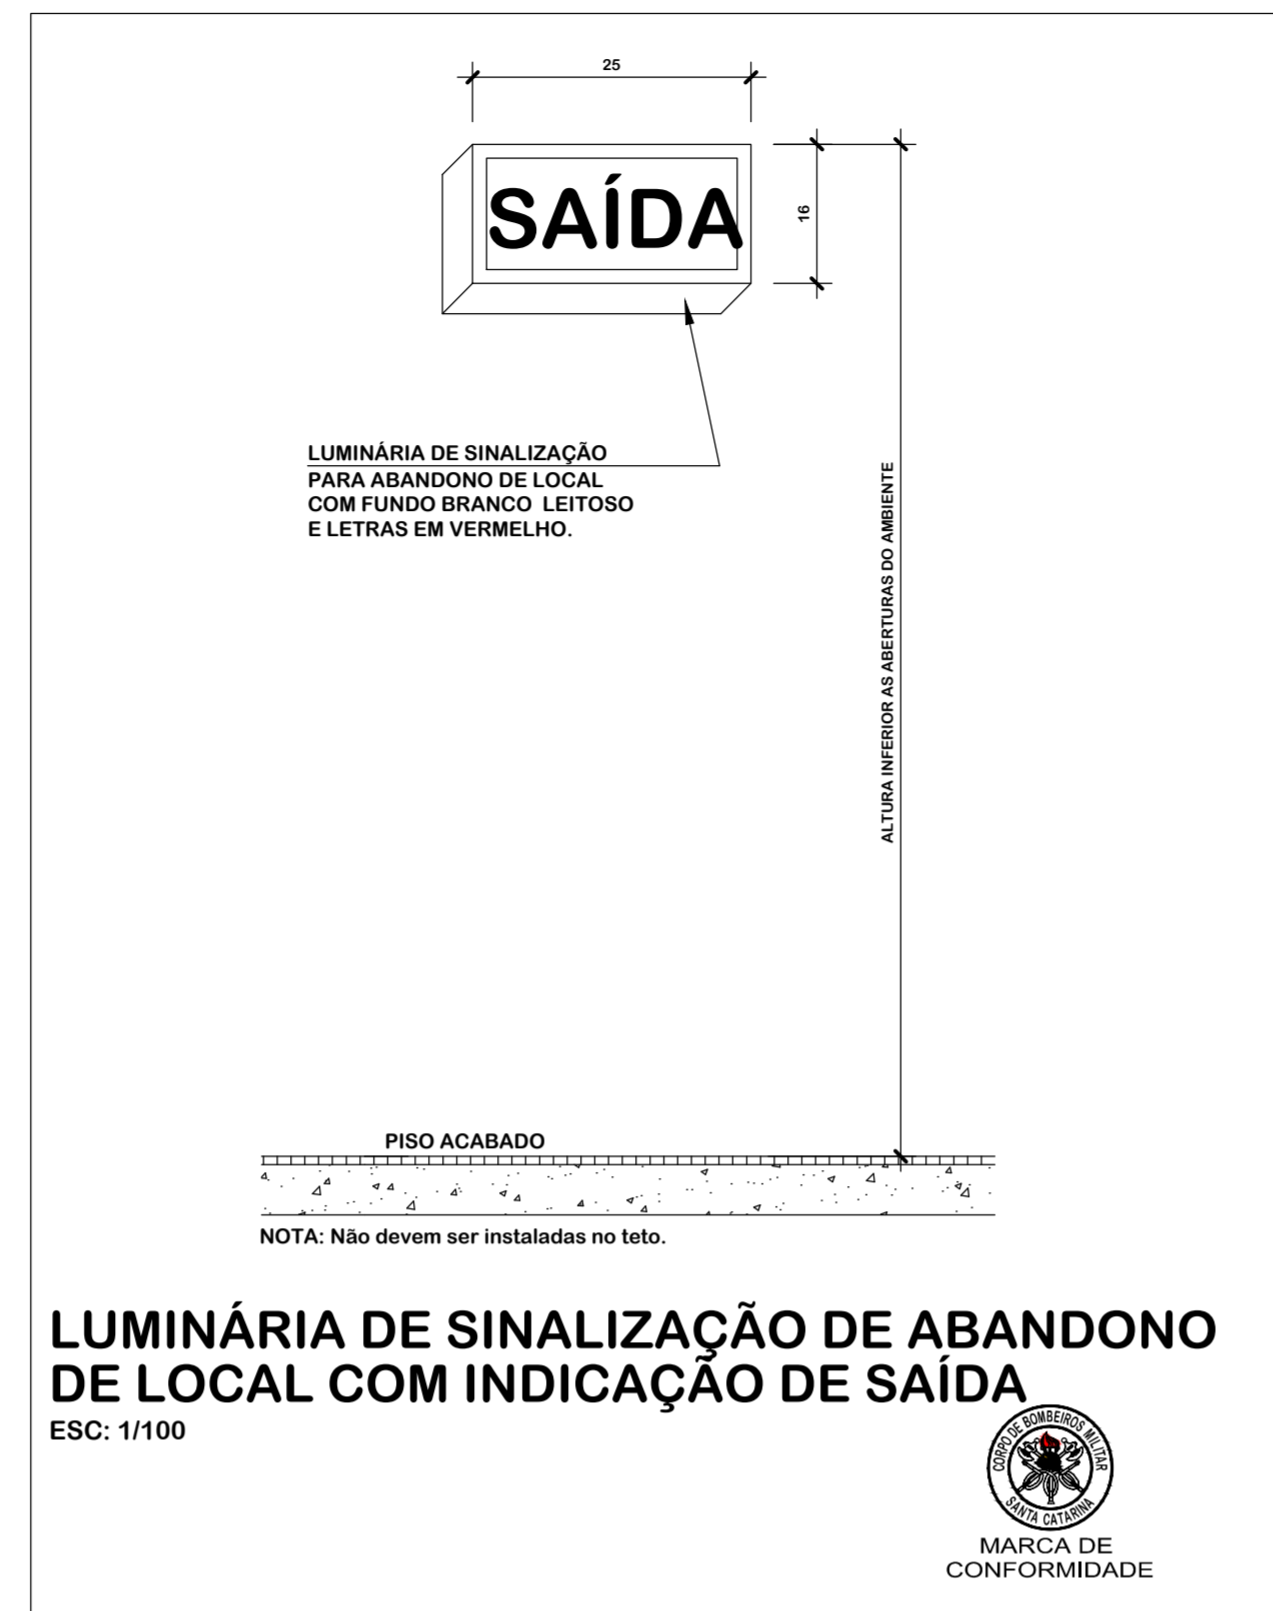 25
SAÍDA
16
LUMINÁRIA DE SINALIZAÇÃO
PARA ABANDONO DE LOCAL
COM FUNDO BRANCO LEITOSO
E LETRAS EM VERMELHO.
ALTURA INFERIOR AS ABERTURAS DO AMBIENTE
PISO ACABADO
NOTA: Não devem ser instaladas no teto.
LUMINÁRIA DE SINALIZAÇÃO DE ABANDONO
DE LOCAL COM INDICAÇÃO DE SAÍDA
ESC: 1/100
CORPO DE BOMBEIROS MILITAR
SANTA CATARINA
MARCA DE
CONFORMIDADE